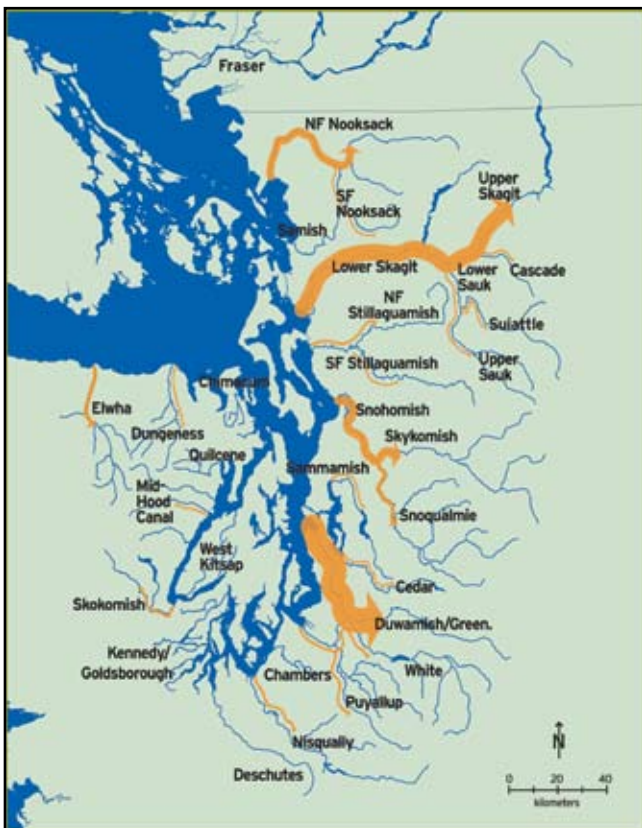 Fraser
NF Nooksack
SF
Nooksack
Samish
Upper
Skagit
Lower Skagit
Lower
Sauk
Cascade
NF
Stillaguamish
Suiattle
SF Stillaguamish
Upper
Sauk
Chimacum
Elwha
Dungeness
Snohomish
Skykomish
Quilcene
Sammamish
Mid-
Hood
Canal
Snoqualmie
West
Kitsap
Cedar
Skokomish
Duwamish/Green.
Kennedy/
Goldsborough
White
Chambers
Puyallup
Nisqually
Deschutes
N
0 20 40
kilometers